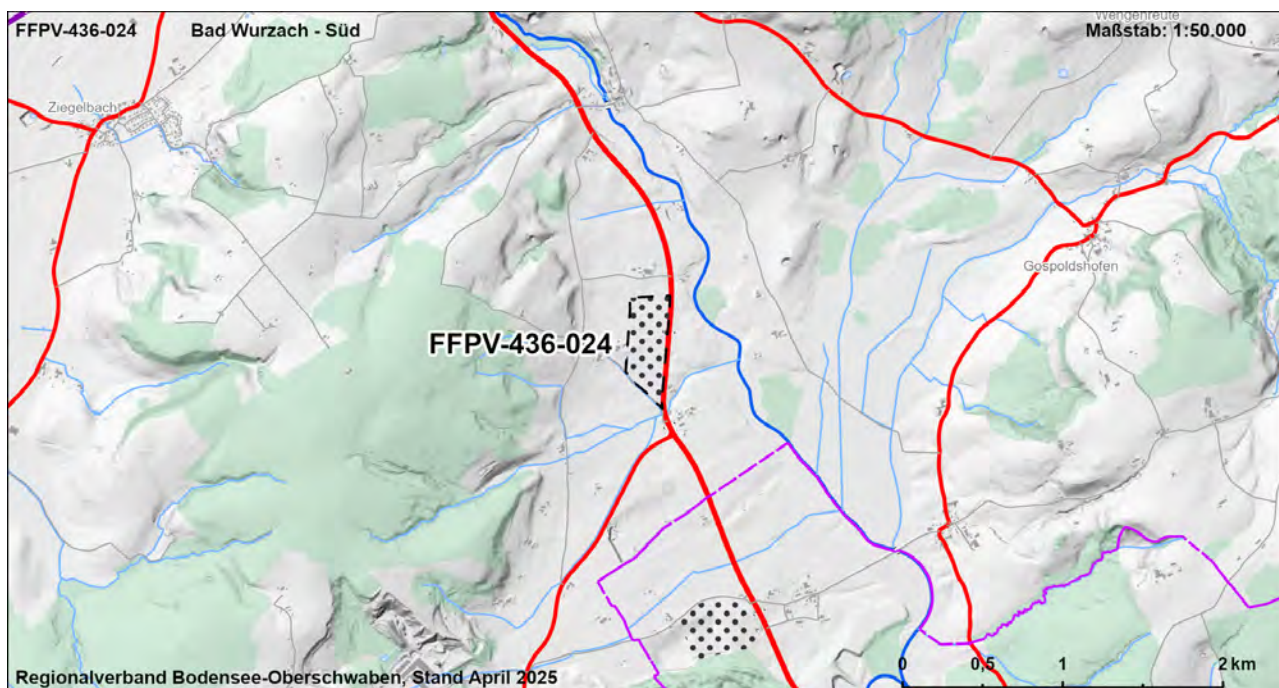 FFPV-436-024 Bad Wurzach - Süd
Maßstab: 1:50.000
Wengenreute
Ziegelbach
Gospoldshofen
FFPV-436-024
0 0,5 1 2 km
Regionalverband Bodensee-Oberschwaben, Stand April 2025